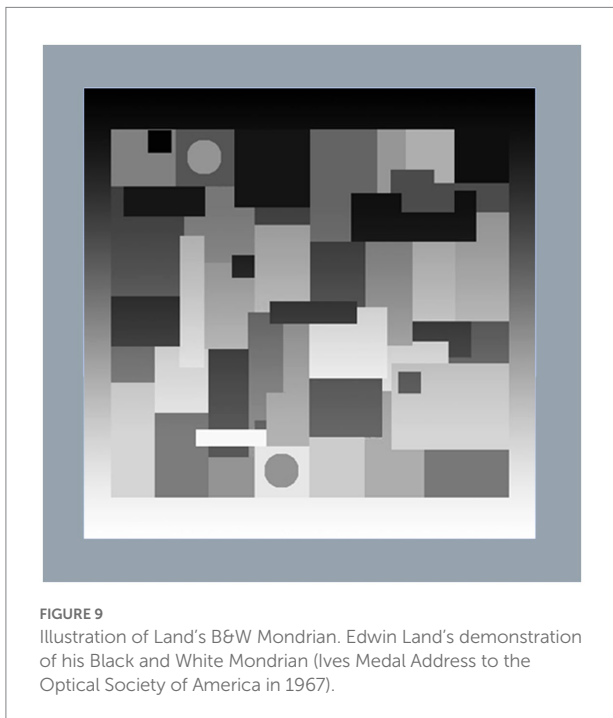 FIGURE 9
Illustration of Land's B&W Mondrian. Edwin Land's demonstration
of his Black and White Mondrian (Ives Medal Address to the
Optical Society of America in 1967).